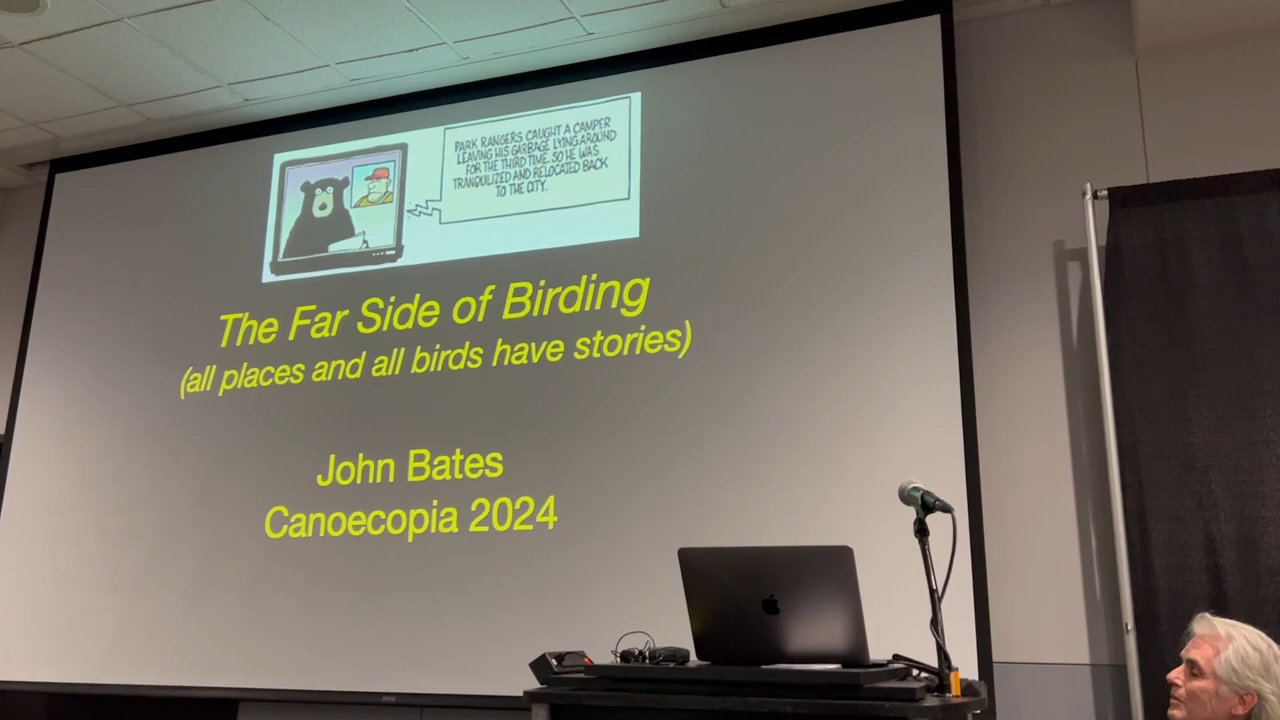 PARK RANGERS CAUGHT A CAMPER
LEAVING HIS GARBAGE LYING AROUND
FOR THE THIRD TIME. SO HE WAS
TRANQUILIZED AND RELOCATED BACK
TO THE CITY.
The Far Side of Birding
(all places and all birds have stories)
John Bates
Canoecopia 2024